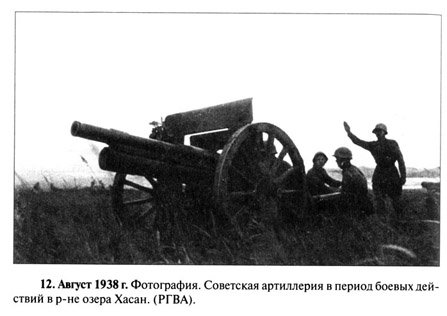 12. Август 1938 г. Фотография. Советская артиллерия в период боевых дей-
ствий в р-не озера Хасан. (РГВА).